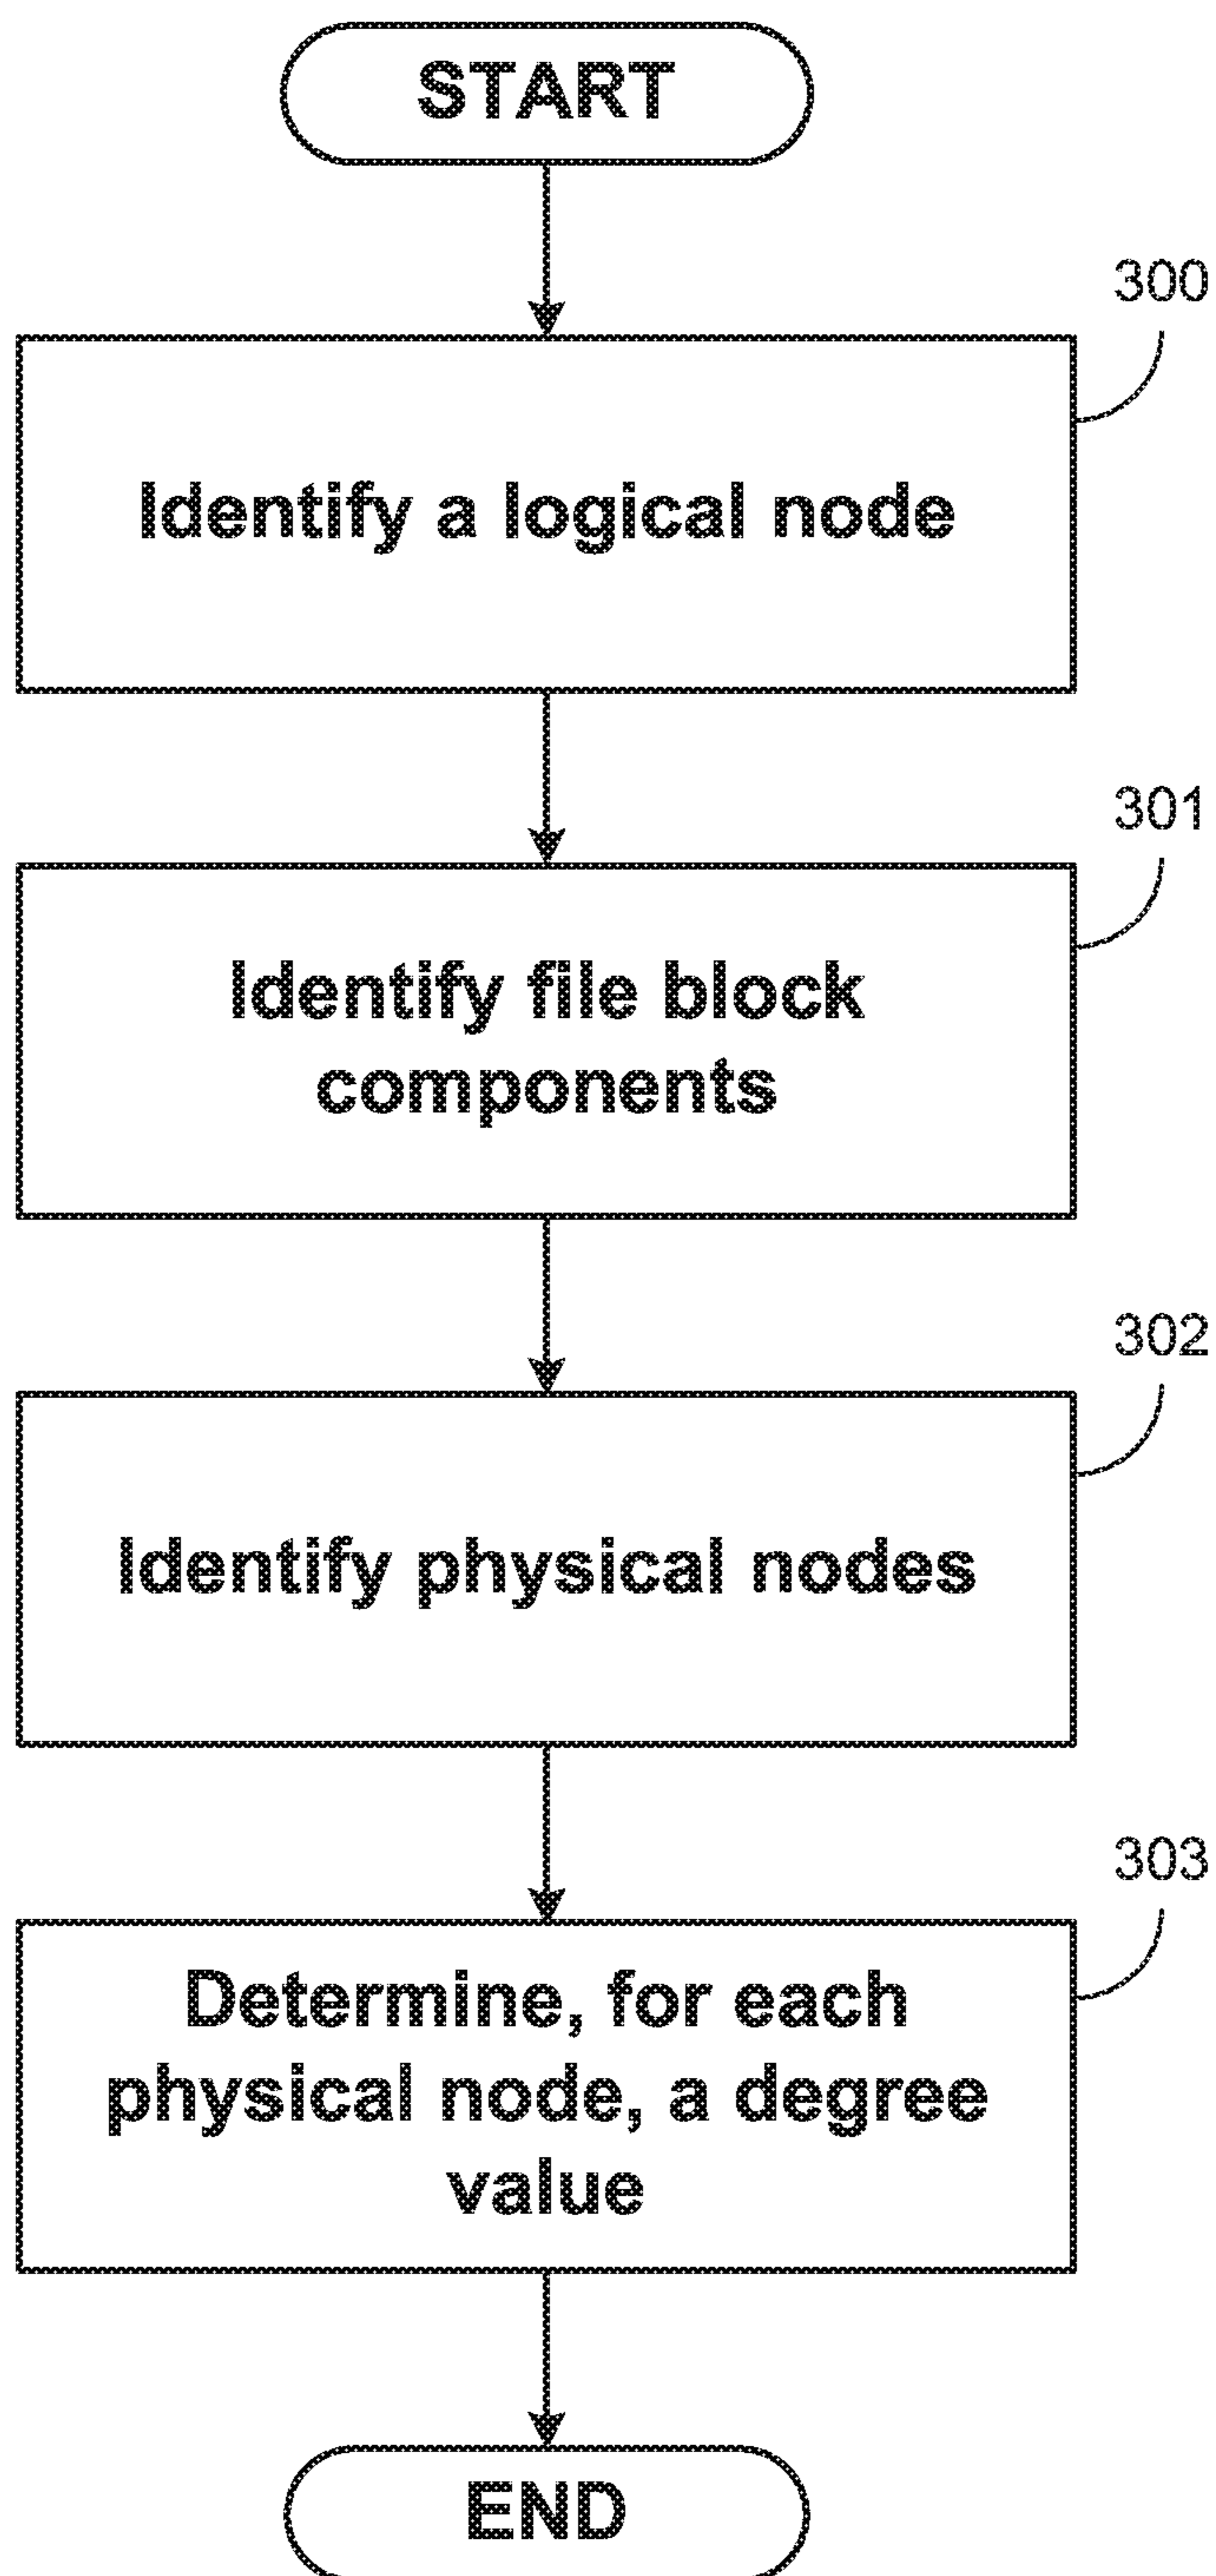 START
300
Identify a logical node
301
Identify file block
components
302
Identify physical nodes
303
Determine, for each
physical node, a degree
value
END